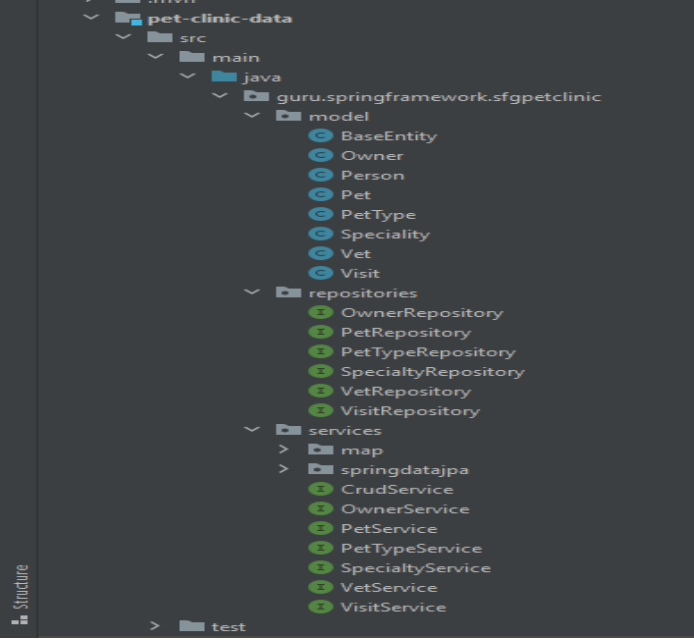 .mvn
pet-clinic-data
src
main
java
guru.springframework.sfgpetclinic
model
BaseEntity
Owner
Person
Pet
PetType
Speciality
Vet
Visit
repositories
OwnerRepository
PetRepository
PetTypeRepository
SpecialtyRepository
VetRepository
VisitRepository
services
map
springdatajpa
CrudService
OwnerService
PetService
PetTypeService
SpecialtyService
VetService
VisitService
test
Structure